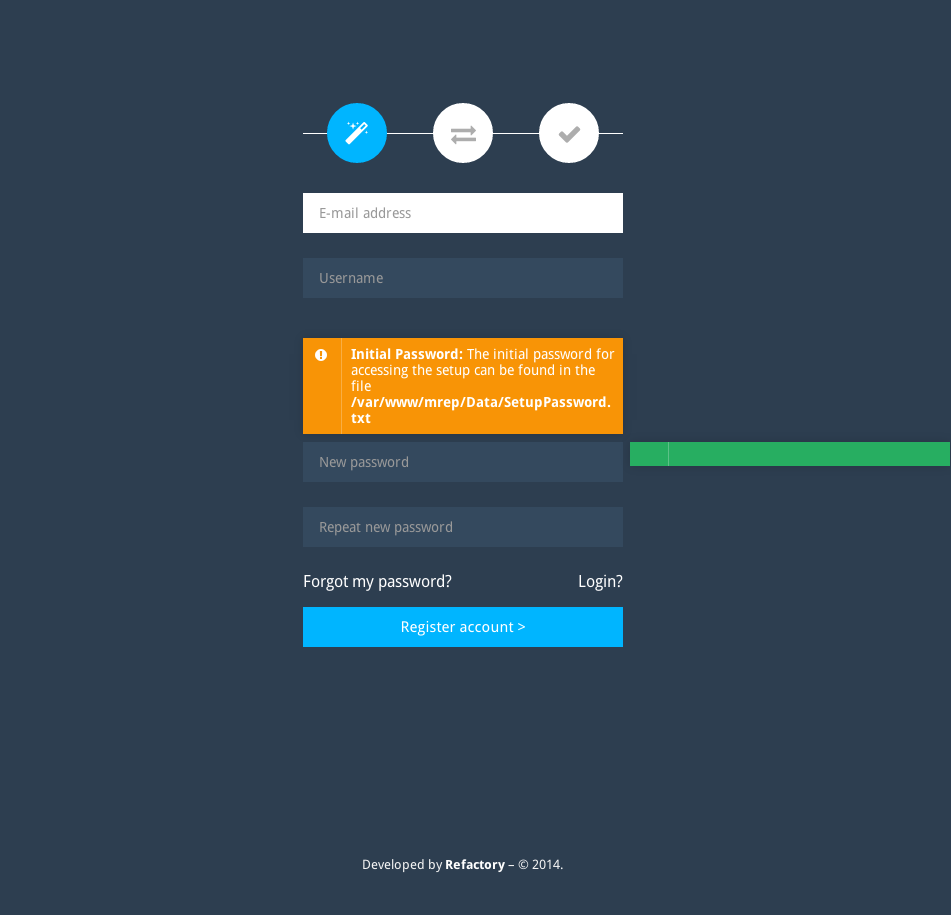 E-mail address
Username
Initial Password: The initial password for
accessing the setup can be found in the
file
/var/www/mrep/Data/SetupPassword.
txt
New password
Repeat new password
Forgot my password? Login?
Register account >
Developed by Refactory – © 2014.